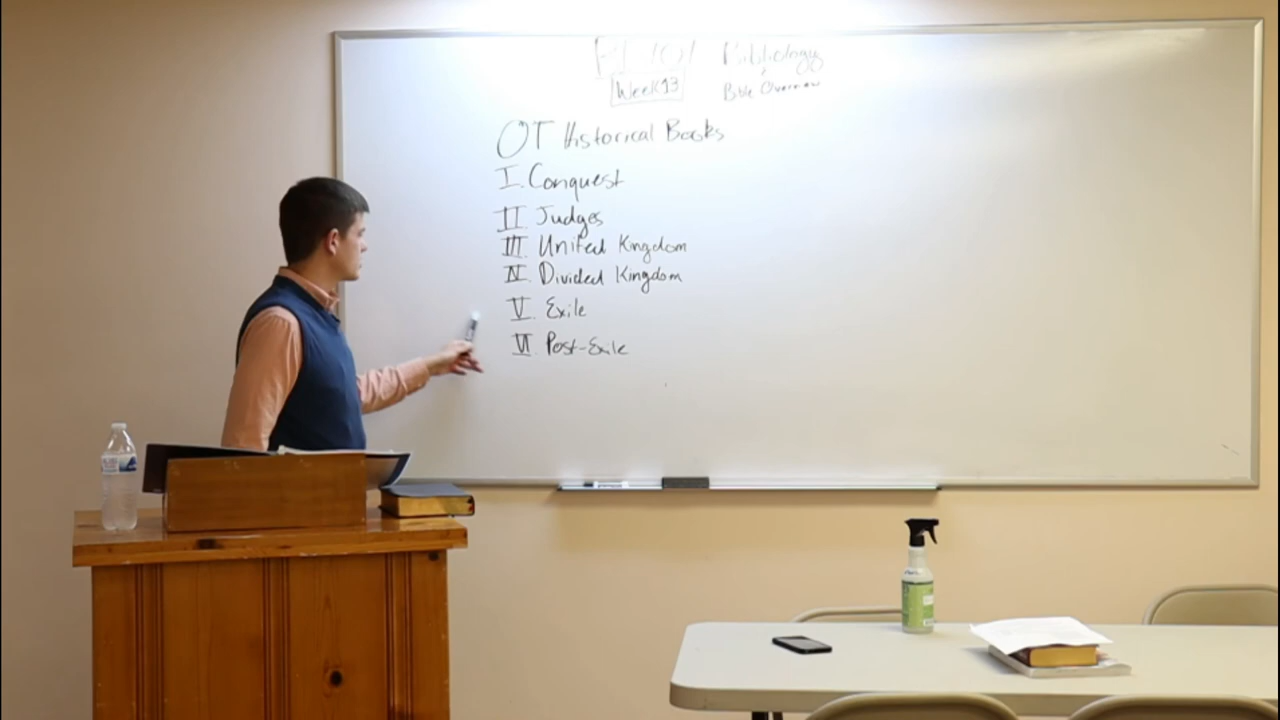 Bibliology
+
Week 13
Bible Overview
OT Historical Books
I. Conquest
II Judges
III. United Kingdom
IV. Divided Kingdom
V. Exile
VI Post-Exile